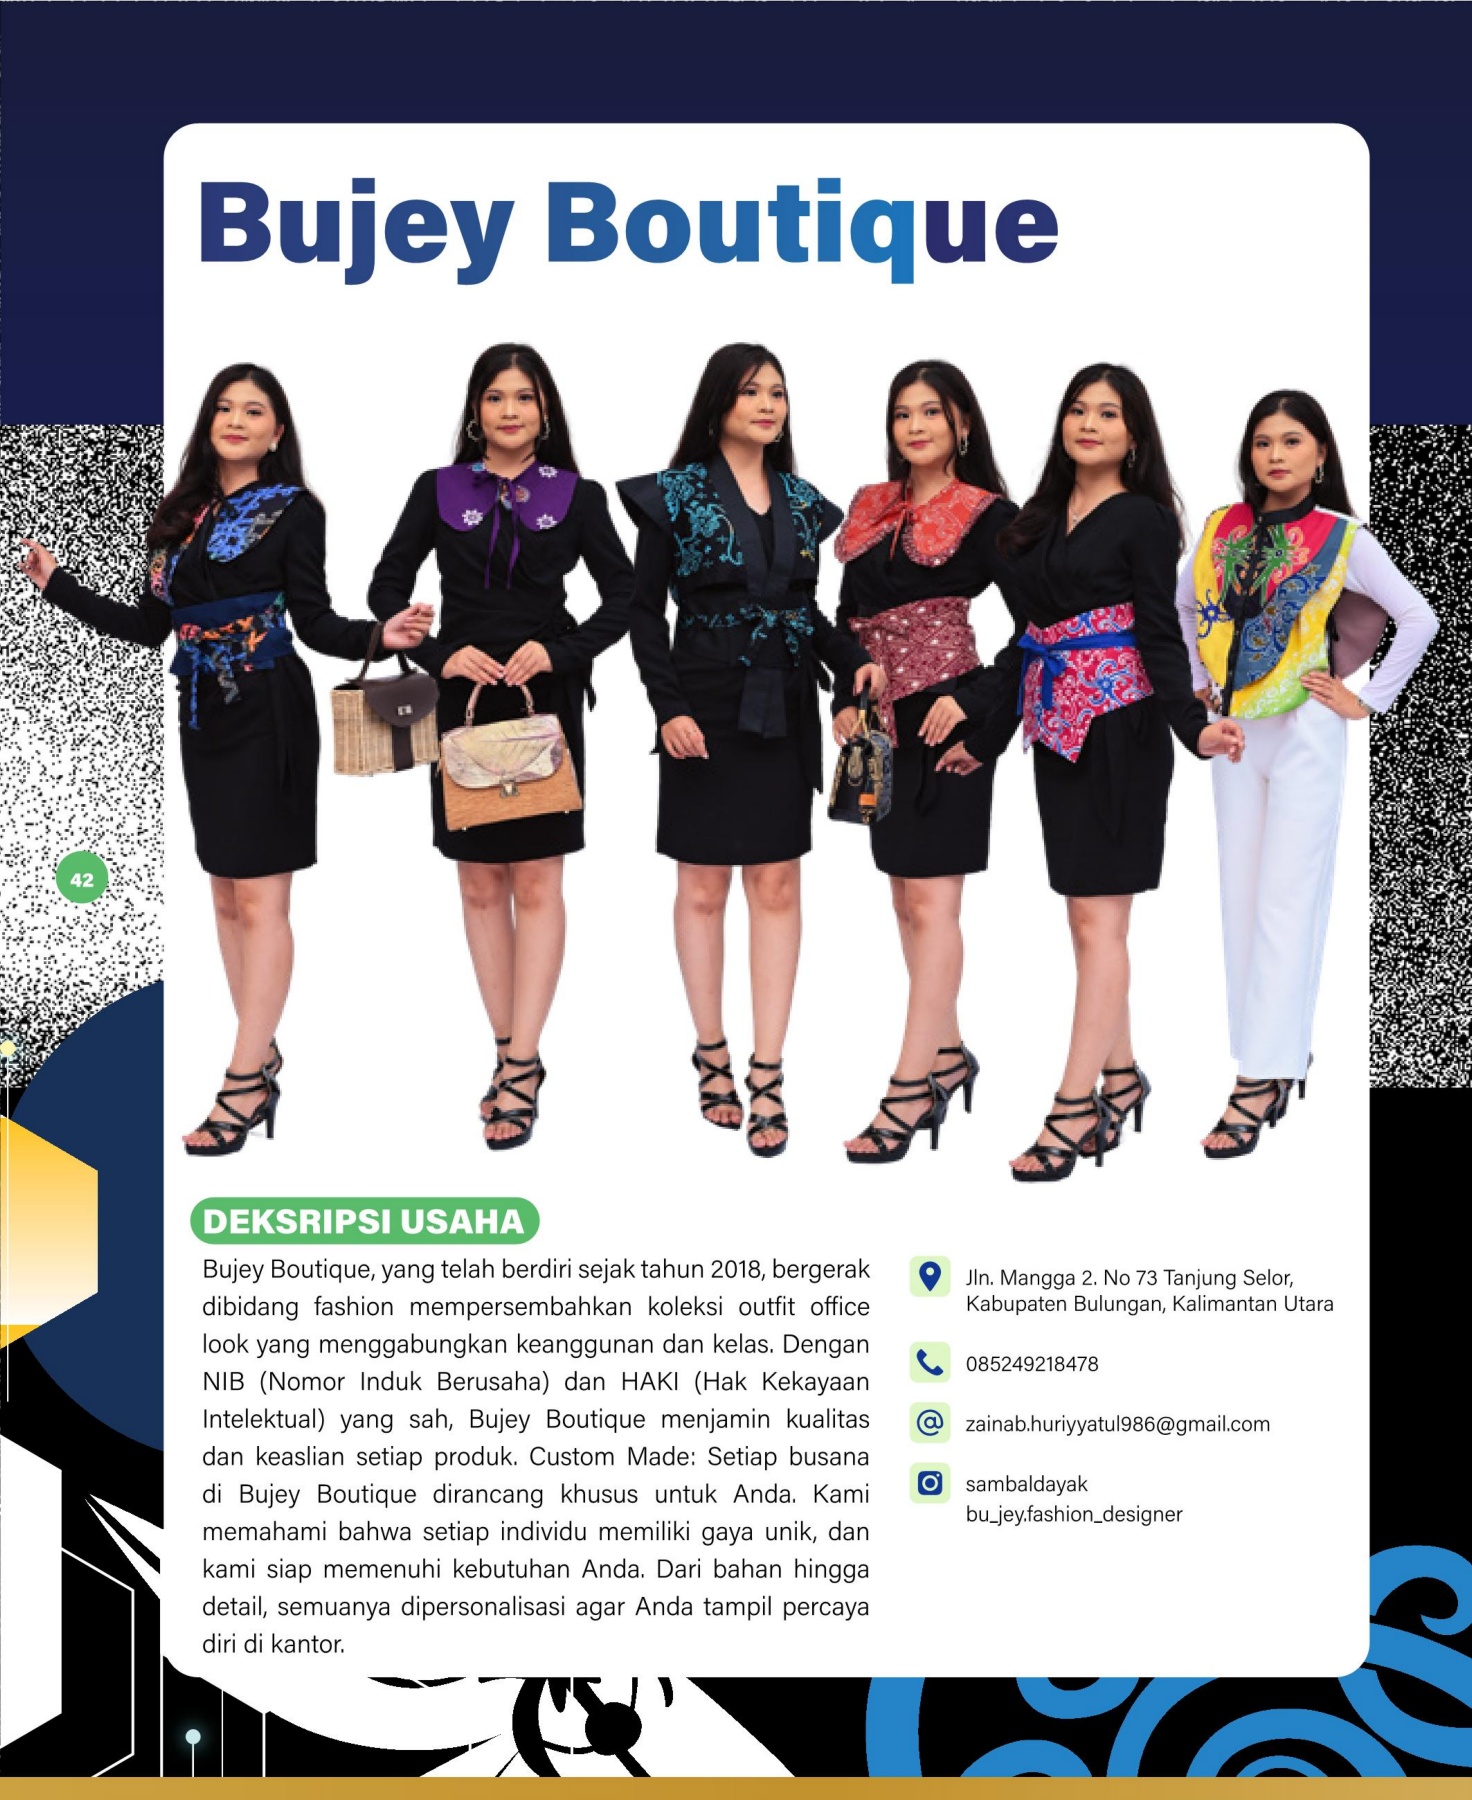 Bujey Boutique
42
DEKSRIPSI USAHA
Bujey Boutique, yang telah berdiri sejak tahun 2018, bergerak
dibidang fashion mempersembahkan koleksi outfit office
look yang menggabungkan keanggunan dan kelas. Dengan
NIB (Nomor Induk Berusaha) dan HAKI (Hak Kekayaan
Intelektual) yang sah, Bujey Boutique menjamin kualitas
dan keaslian setiap produk. Custom Made: Setiap busana
di Bujey Boutique dirancang khusus untuk Anda. Kami
memahami bahwa setiap individu memiliki gaya unik, dan
kami siap memenuhi kebutuhan Anda. Dari bahan hingga
detail, semuanya dipersonalisasi agar Anda tampil percaya
diri di kantor.
Jln. Mangga 2. No 73 Tanjung Selor,
Kabupaten Bulungan, Kalimantan Utara
085249218478
zainab.huriyyatul986@gmail.com
sambaldayak
bu_jey.fashion_designer